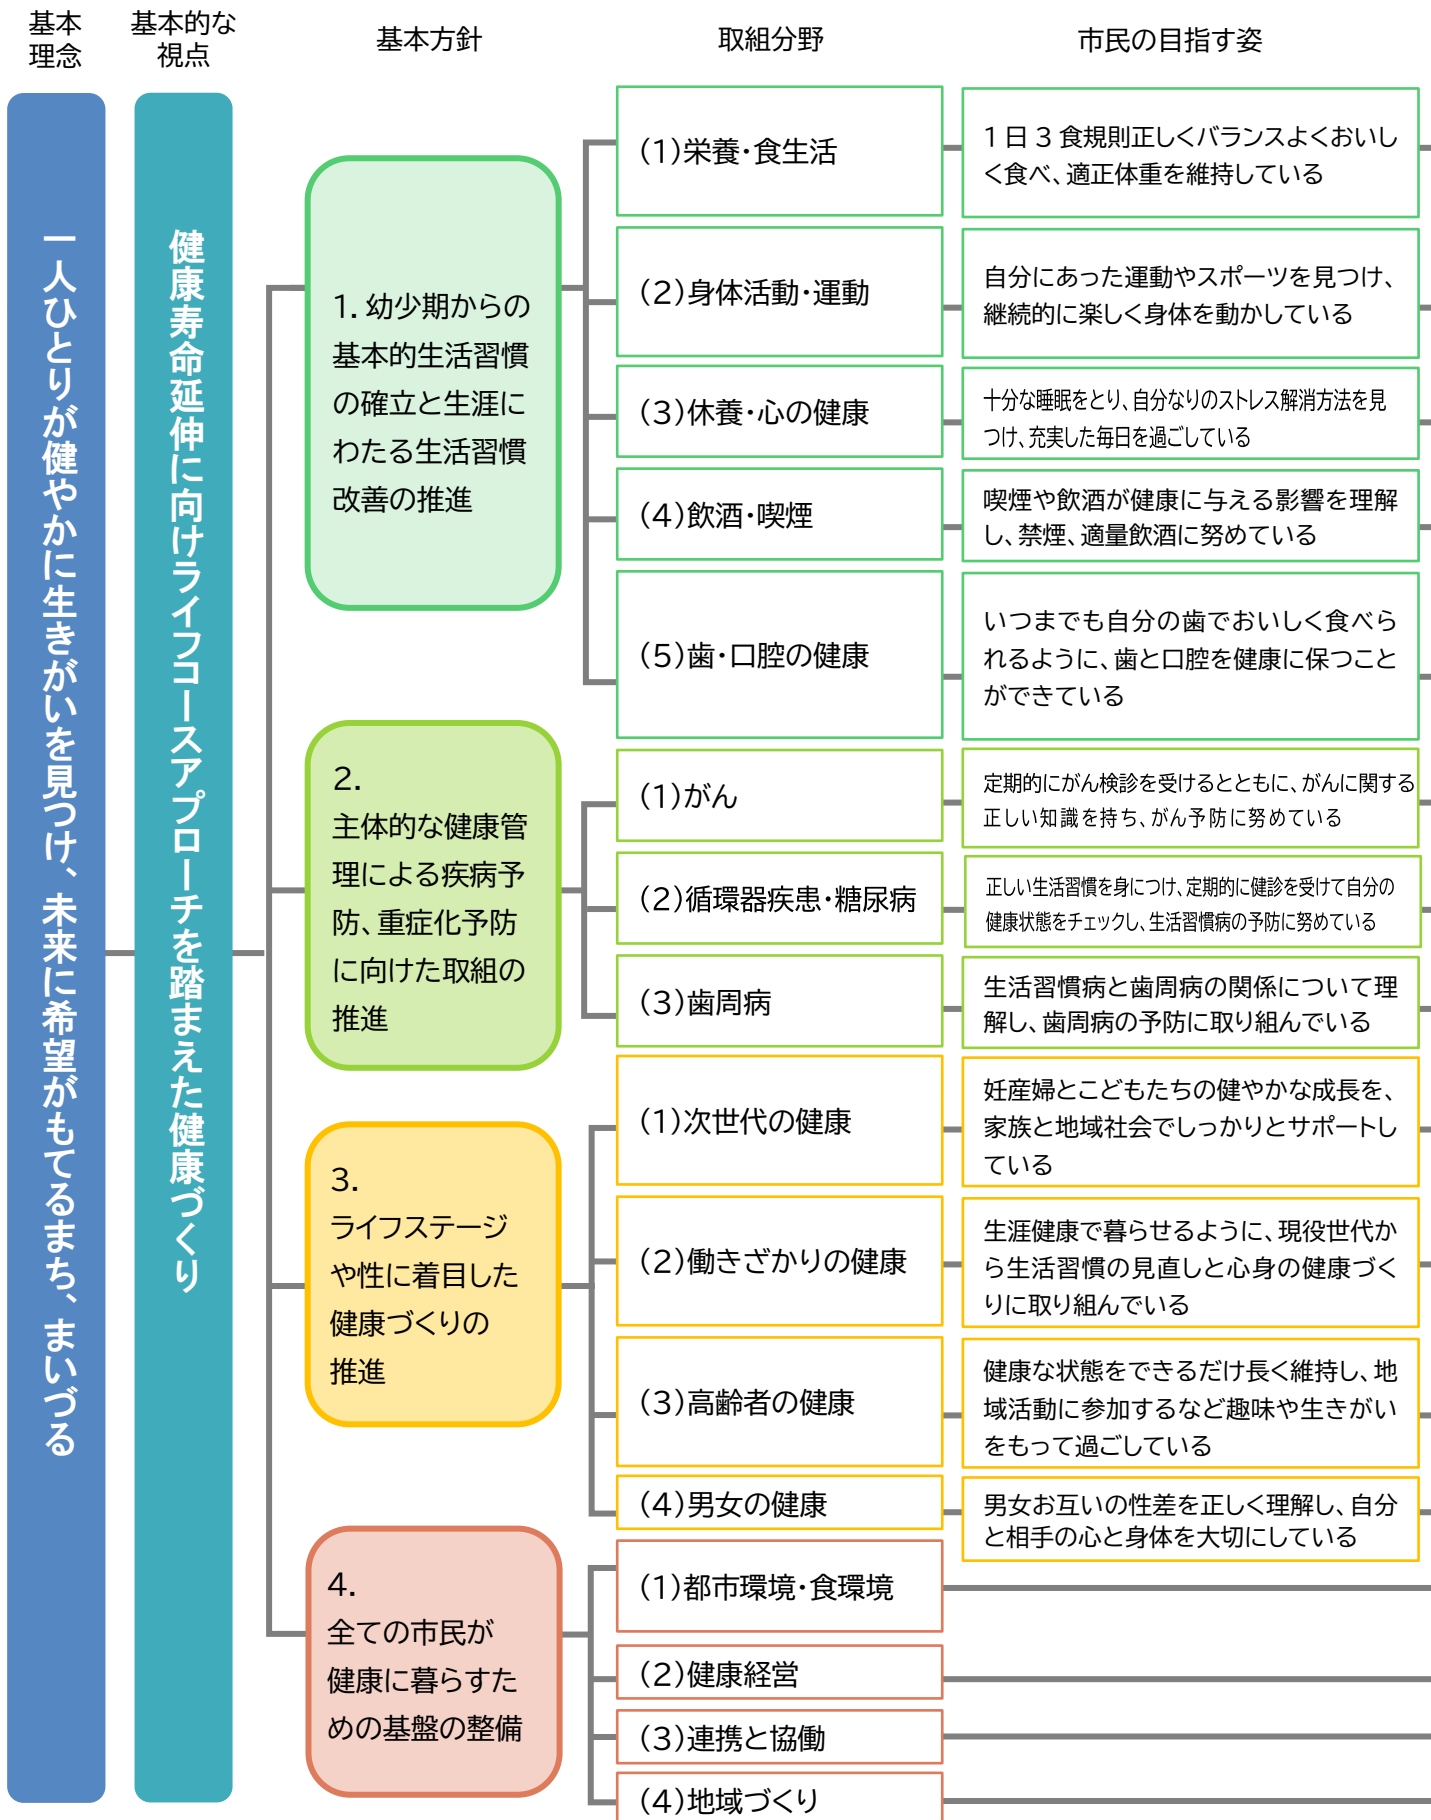 基本
理念
基本的な
視点
基本方針
取組分野
市民の目指す姿
一人ひとりが健やかに生きがいを見つけ、未来に希望がもてるまち、まいづる
健康寿命延伸に向けライフコースアプローチを踏まえた健康づくり
1. 幼少期からの
基本的生活習慣
の確立と生涯に
わたる生活習慣
改善の推進
(1)栄養・食生活
1日3食規則正しくバランスよくおいし
く食べ、適正体重を維持している
(2)身体活動・運動
自分にあった運動やスポーツを見つけ、
継続的に楽しく身体を動かしている
(3)休養・心の健康
十分な睡眠をとり、自分なりのストレス解消方法を見
つけ、充実した毎日を過ごしている
(4)飲酒・喫煙
喫煙や飲酒が健康に与える影響を理解
し、禁煙、適量飲酒に努めている
(5)歯・口腔の健康
いつまでも自分の歯でおいしく食べら
れるように、歯と口腔を健康に保つこと
ができている
2.
主体的な健康管
理による疾病予
防、重症化予防
に向けた取組の
推進
(1)がん
定期的にがん検診を受けるとともに、がんに関する
正しい知識を持ち、がん予防に努めている
(2)循環器疾患・糖尿病
正しい生活習慣を身につけ、定期的に健診を受けて自分の
健康状態をチェックし、生活習慣病の予防に努めている
(3)歯周病
生活習慣病と歯周病の関係について理
解し、歯周病の予防に取り組んでいる
3.
ライフステージ
や性に着目した
健康づくりの
推進
(1)次世代の健康
妊産婦とこどもたちの健やかな成長を、
家族と地域社会でしっかりとサポートし
ている
(2)働きざかりの健康
生涯健康で暮らせるように、現役世代か
ら生活習慣の見直しと心身の健康づく
りに取り組んでいる
(3)高齢者の健康
健康な状態をできるだけ長く維持し、地
域活動に参加するなど趣味や生きがい
をもって過ごしている
(4)男女の健康
男女お互いの性差を正しく理解し、自分
と相手の心と身体を大切にしている
4.
全ての市民が
健康に暮らすた
めの基盤の整備
(1)都市環境・食環境
(2)健康経営
(3)連携と協働
(4)地域づくり